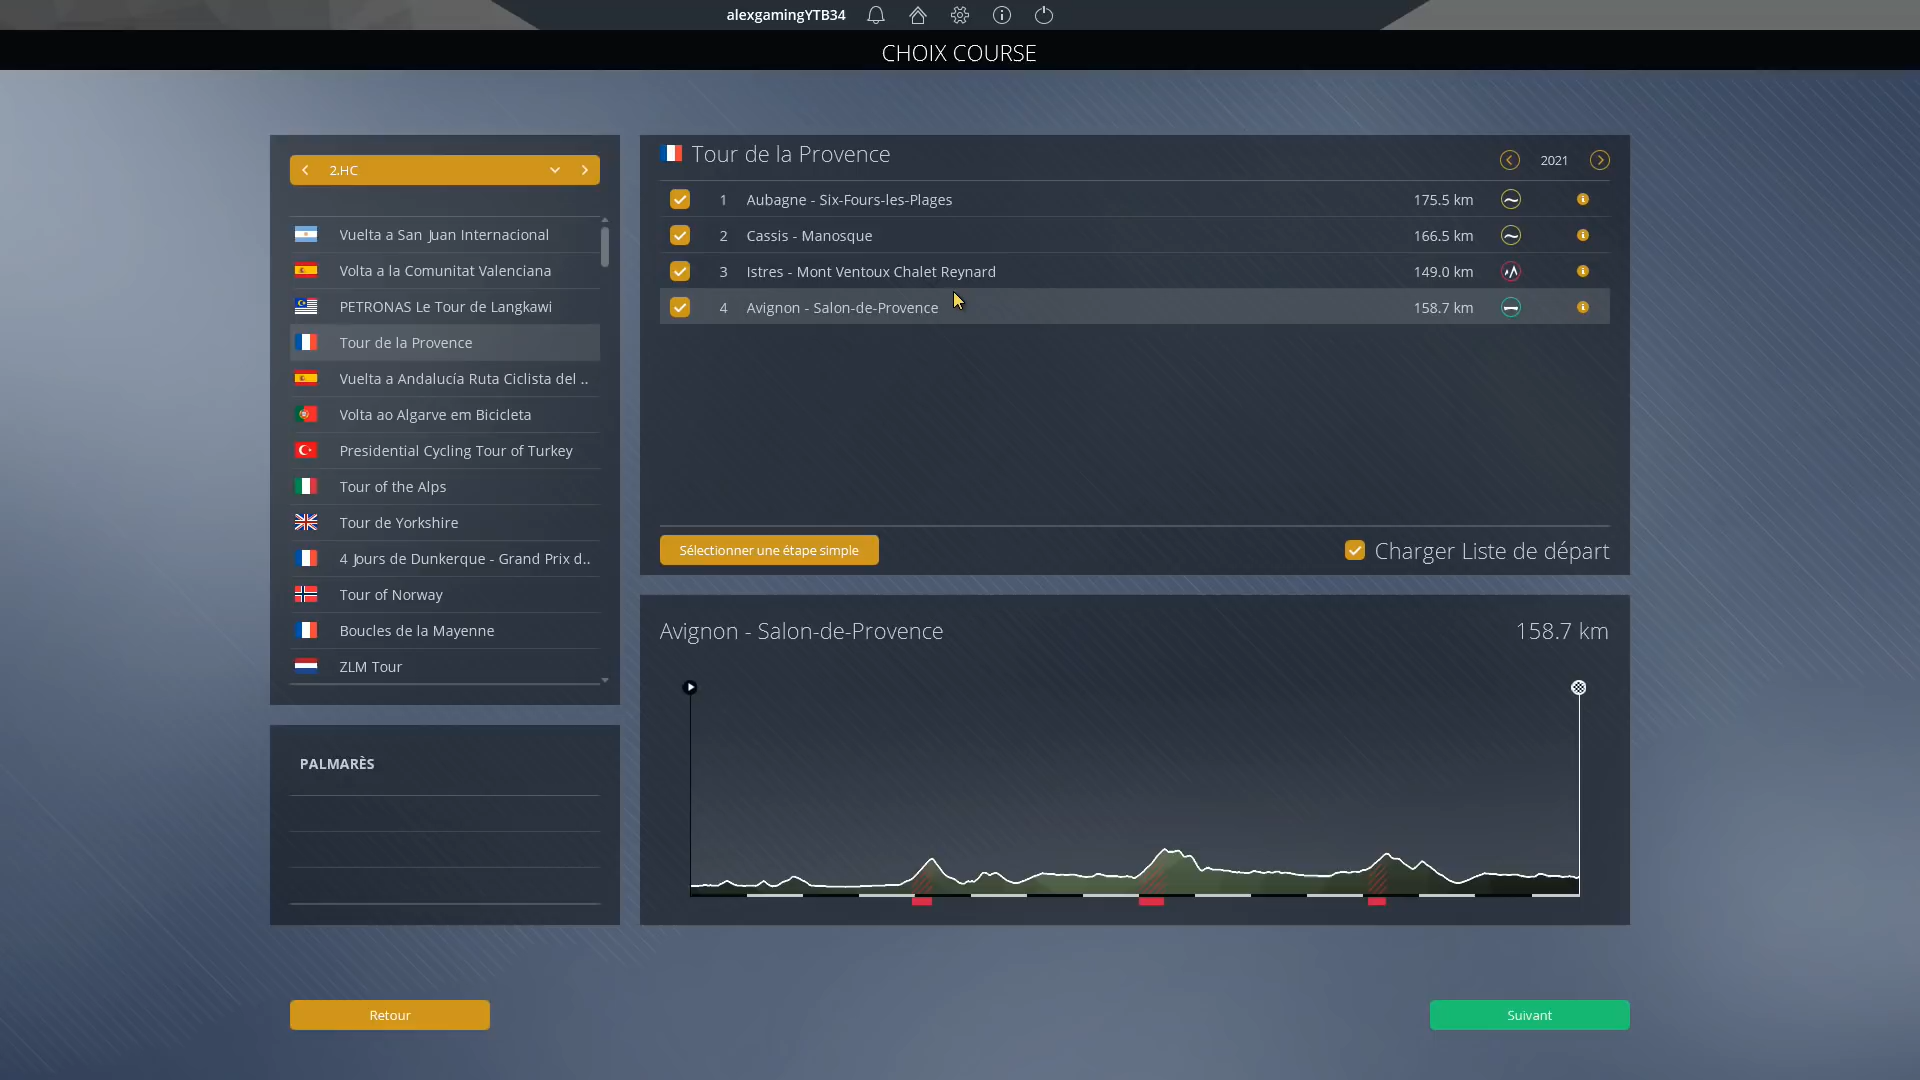 alexgamingYTB34
CHOIX COURSE
2.HC
Vuelta a San Juan Internacional
Volta a la Comunitat Valenciana
PETRONAS Le Tour de Langkawi
Tour de la Provence
Vuelta a Andalucía Ruta Ciclista del ..
Volta ao Algarve em Bicicleta
Presidential Cycling Tour of Turkey
Tour of the Alps
Tour de Yorkshire
4 Jours de Dunkerque - Grand Prix d..
Tour of Norway
Boucles de la Mayenne
ZLM Tour
PALMARÈS
Tour de la Provence
2021
1 Aubagne - Six-Fours-les-Plages 175.5 km
2 Cassis - Manosque 166.5 km
3 Istres - Mont Ventoux Chalet Reynard 149.0 km
4 Avignon - Salon-de-Provence 158.7 km
Sélectionner une étape simple
Charger Liste de départ
Avignon - Salon-de-Provence 158.7 km
Retour
Suivant